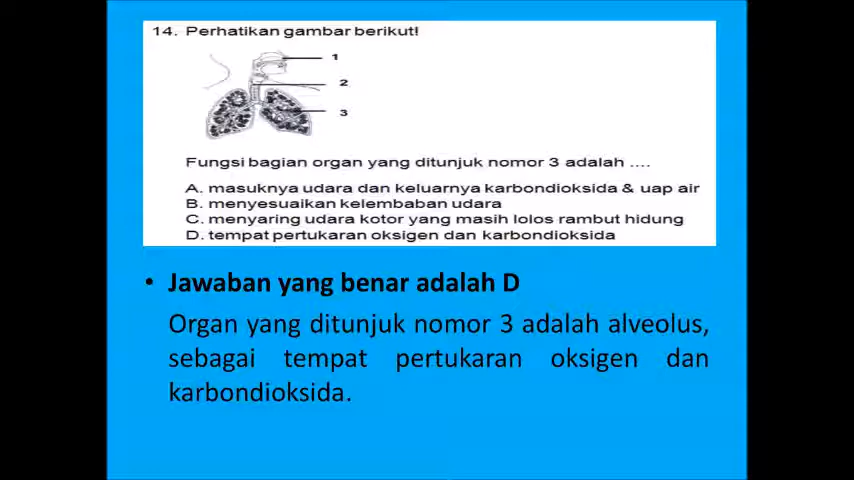 14. Perhatikan gambar berikut!
1
2
3
Fungsi bagian organ yang ditunjuk nomor 3 adalah ....
A. masuknya udara dan keluarnya karbondioksida & uap air
B. menyesuaikan kelembaban udara
C. menyaring udara kotor yang masih lolos rambut hidung
D. tempat pertukaran oksigen dan karbondioksida
• Jawaban yang benar adalah D
Organ yang ditunjuk nomor 3 adalah alveolus,
sebagai tempat pertukaran oksigen dan
karbondioksida.